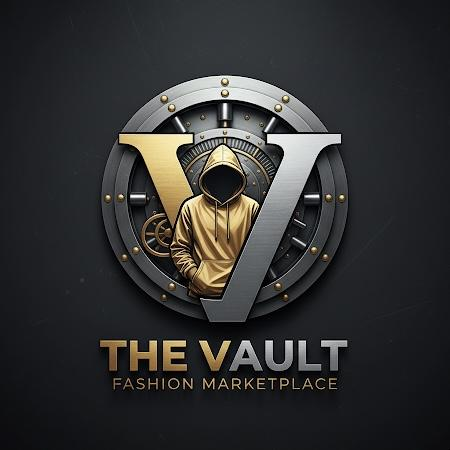 V
THE VAULT
FASHION MARKETPLACE